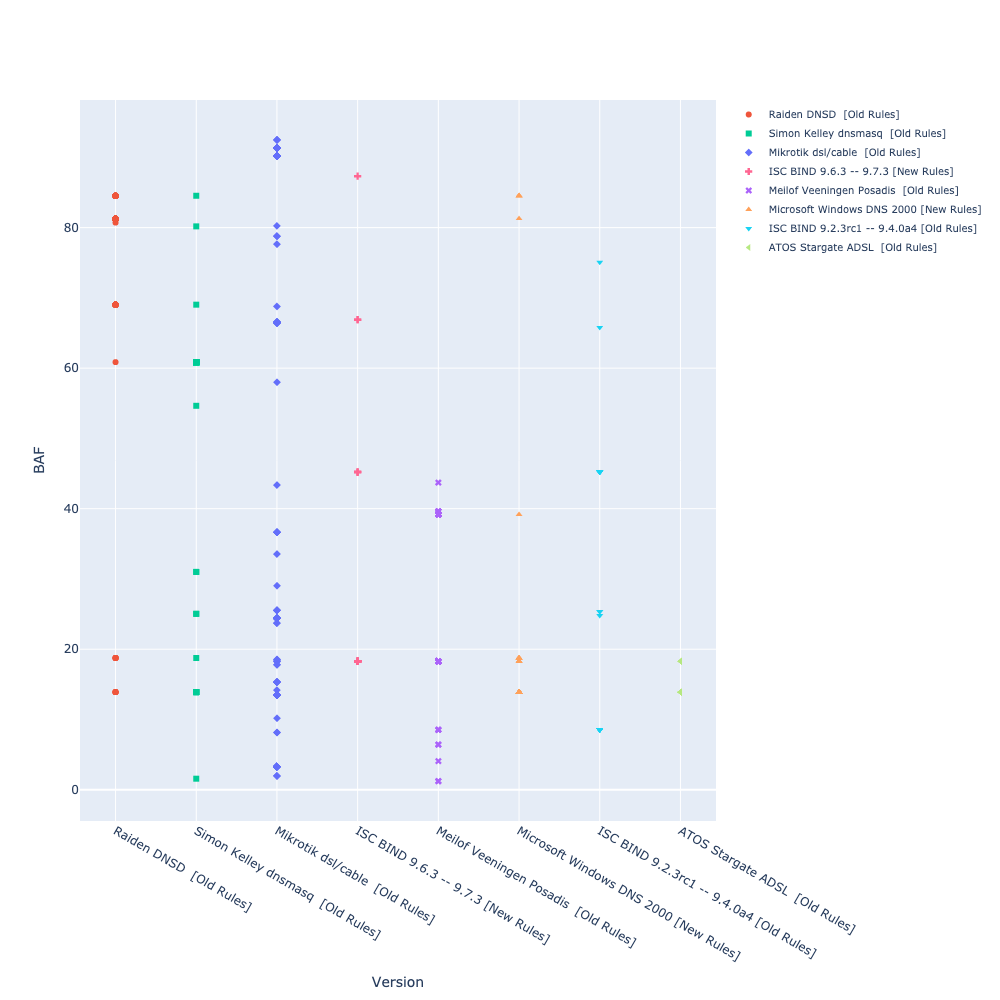 Raiden DNSD  [Old Rules]
Simon Kelley dnsmasq  [Old Rules]
Mikrotik dsl/cable  [Old Rules]
ISC BIND 9.6.3 -- 9.7.3 [New Rules]
Meilof Veeningen Posadis  [Old Rules]
Microsoft Windows DNS 2000 [New Rules]
ISC BIND 9.2.3rc1 -- 9.4.0a4 [Old Rules]
ATOS Stargate ADSL  [Old Rules]
80
60
40
20
0
BAF
Raiden DNSD  [Old Rules]
Simon Kelley dnsmasq  [Old Rules]
Mikrotik dsl/cable  [Old Rules]
ISC BIND 9.6.3 -- 9.7.3 [New Rules]
Meilof Veeningen Posadis  [Old Rules]
Microsoft Windows DNS 2000 [New Rules]
ISC BIND 9.2.3rc1 -- 9.4.0a4 [Old Rules]
ATOS Stargate ADSL  [Old Rules]
Version